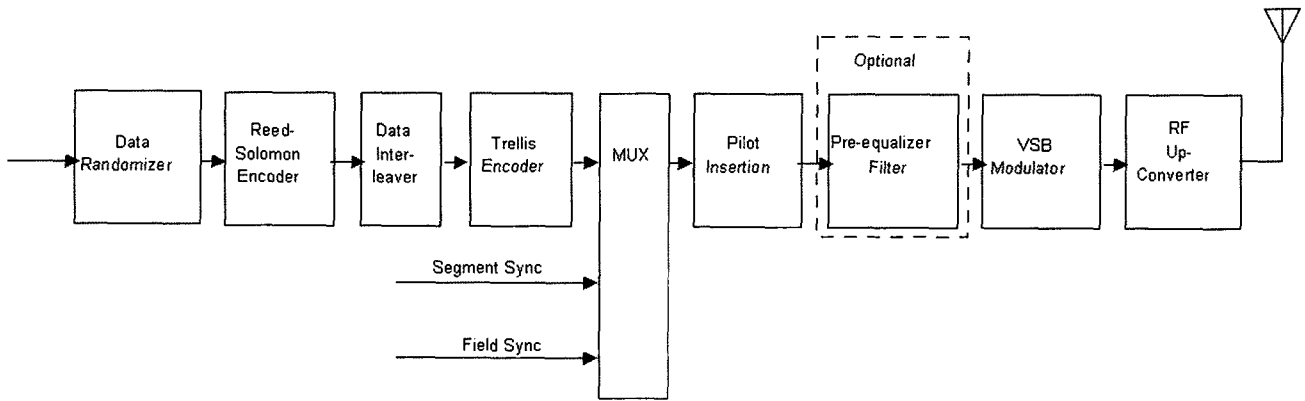 Optional
Data
Randomizer
Reed-
Solomon
Encoder
Data
Inter-
leaver
Trellis
Encoder
MUX
Pilot
Insertion
Pre-equalizer
Filter
VSB
Modulator
RF
Up-
Converter
Segment Sync
Field Sync